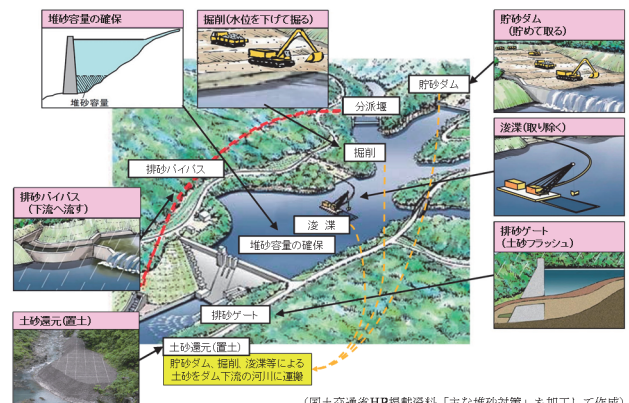 堆砂容量の確保
堆砂容量
掘削(水位を下げて掘る)
貯砂ダム
(貯めて取る)
貯砂ダム
分派堰
掘削
浚渫(取り除く)
排砂バイパス
排砂バイパス
(下流へ流す)
浚 渫
堆砂容量の確保
排砂ゲート
(土砂フラッシュ)
排砂ゲート
土砂還元(置土)
土砂還元(置土)
貯砂ダム、掘削、浚渫等による
土砂をダム下流の河川に運搬
(国土交通省HP掲載資料「主な堆砂対策」を加工して作成)